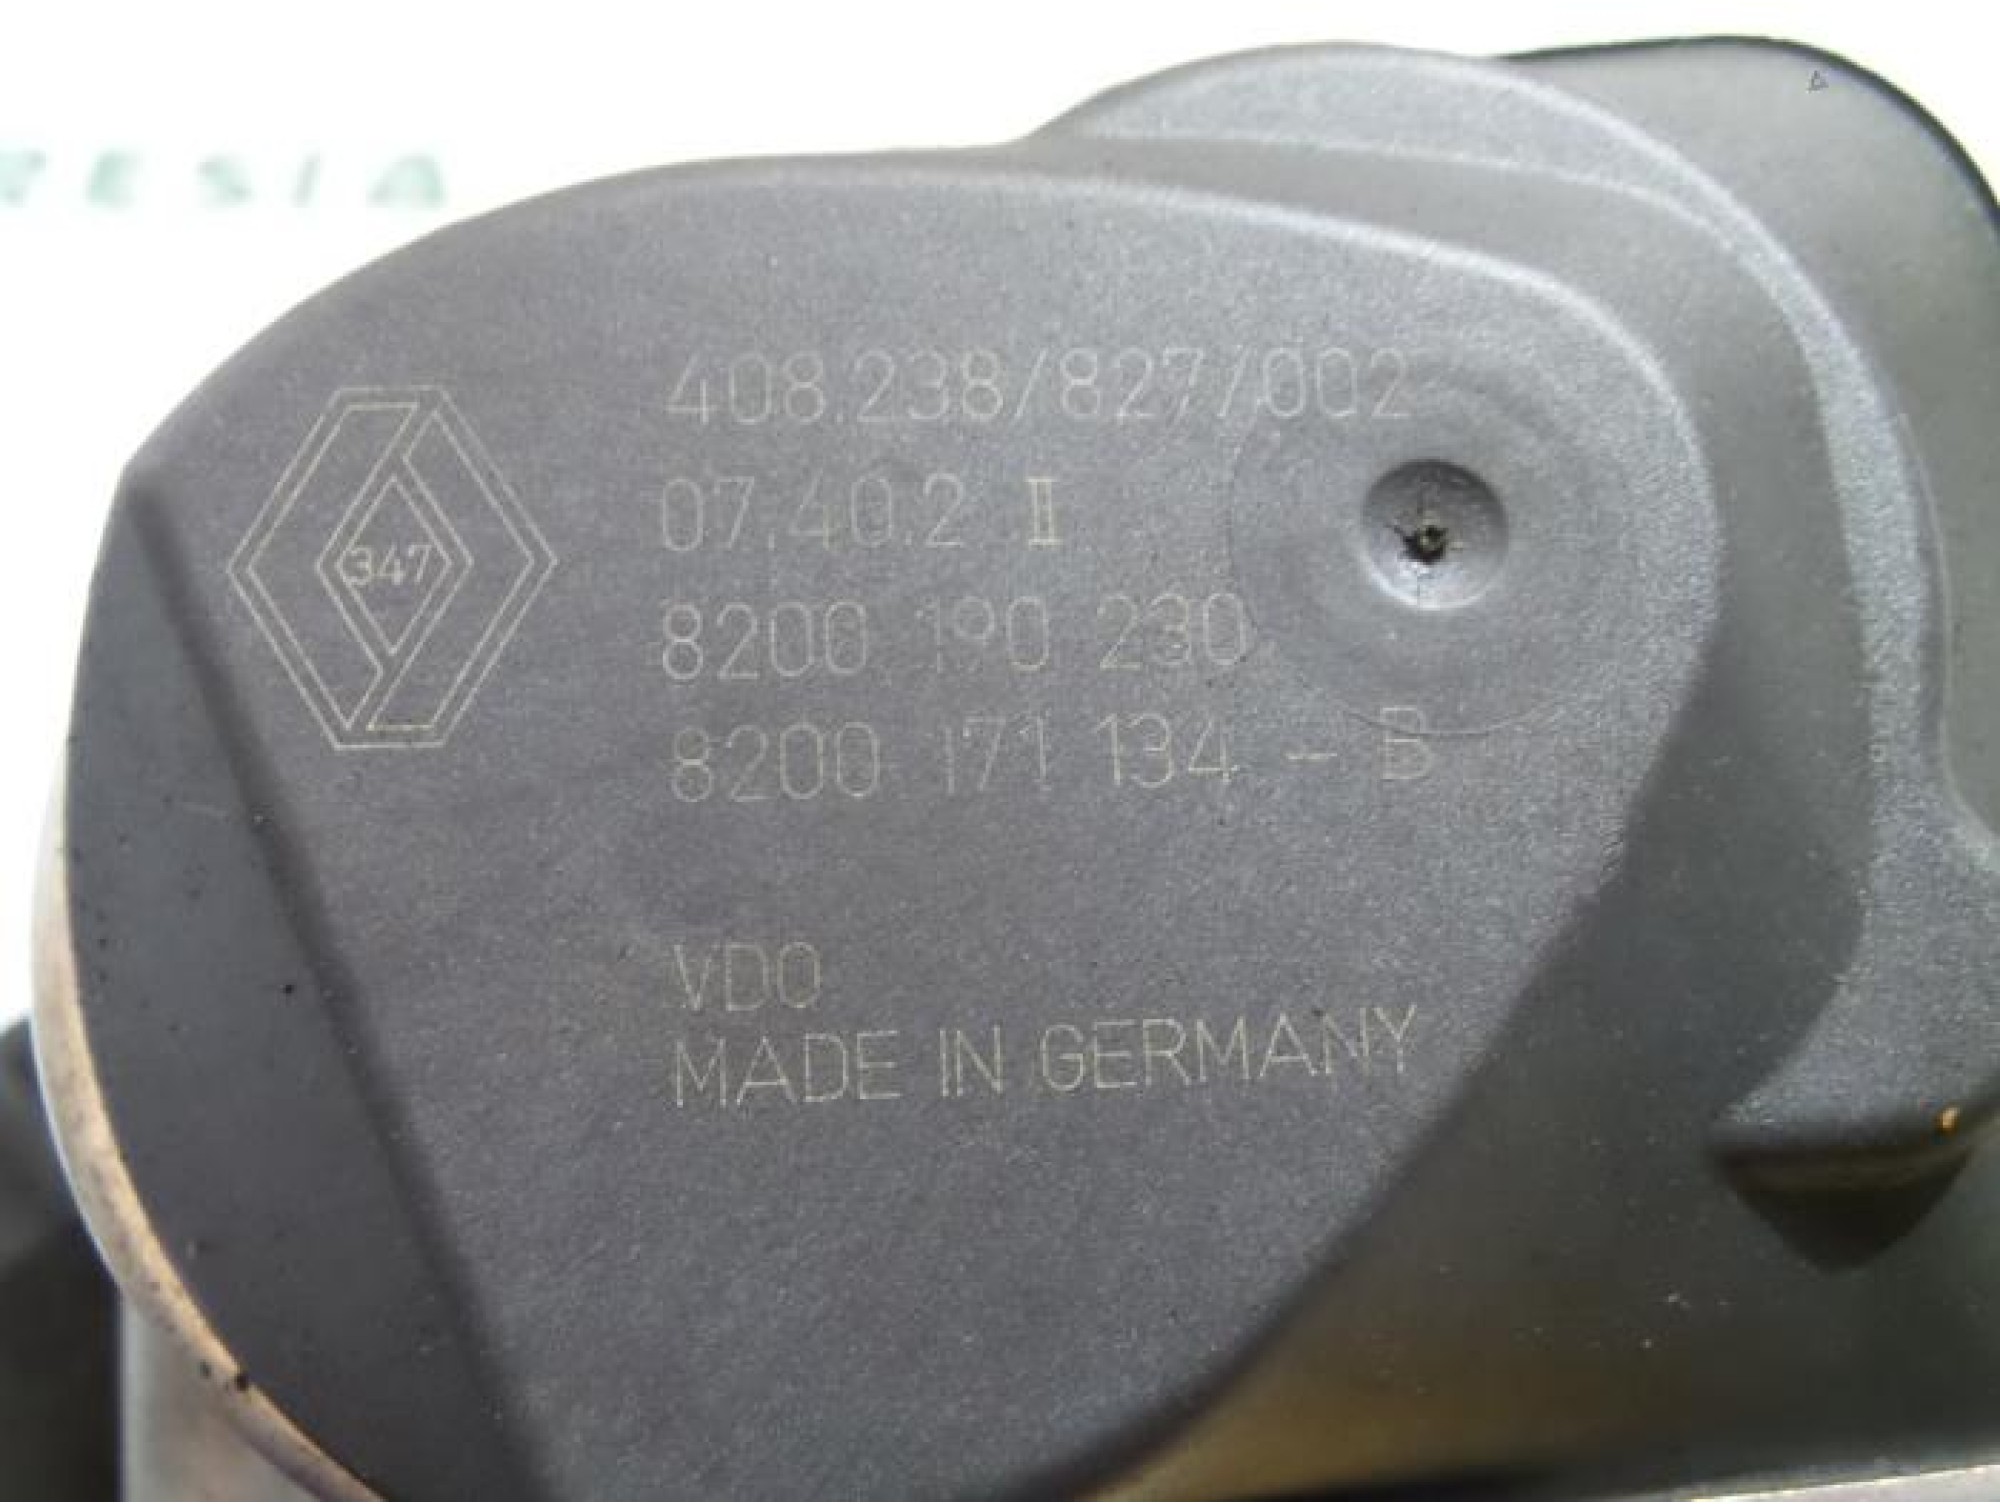 RESIA
408.238/827/002
07.40.2 II
347
8200 190 230
8200 171 134 - B
VDO
MADE IN GERMANY